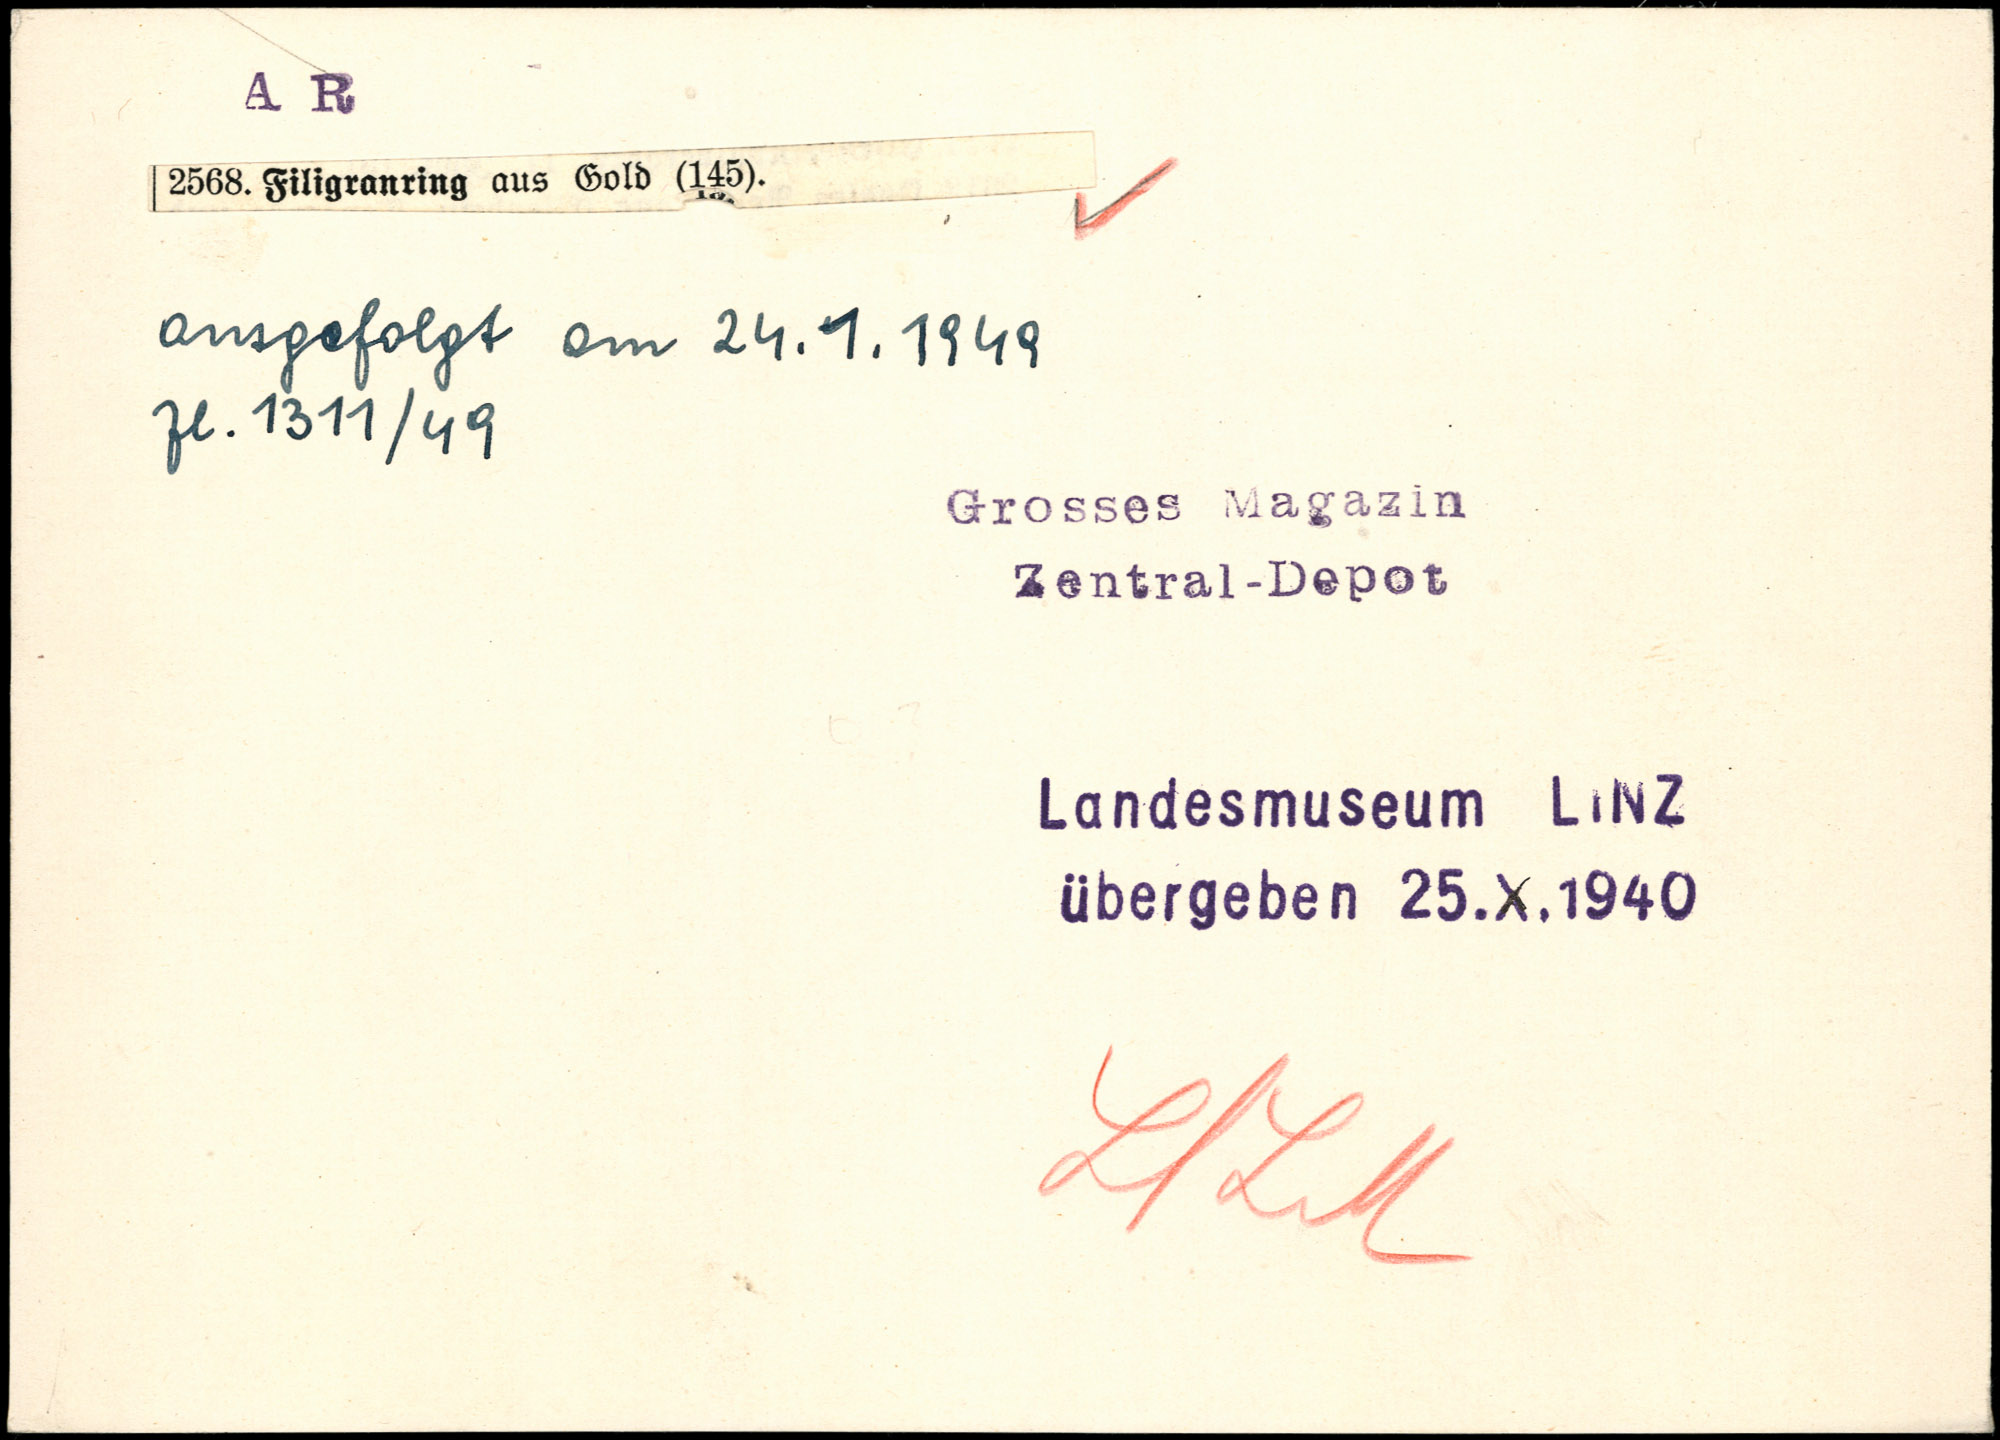 A R
2568. Filigranring aus Gold (145).
ausgefolgt am 24.1.1949
Zl. 1311/49
Grosses Magazin
Zentral-Depot
Landesmuseum LiNZ
übergeben 25.X.1940